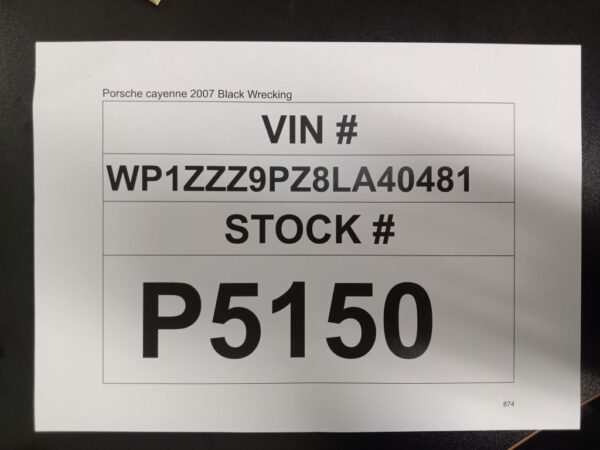 Porsche cayenne 2007 Black Wrecking
VIN #
WP1ZZZ9PZ8LA40481
STOCK #
P5150
874